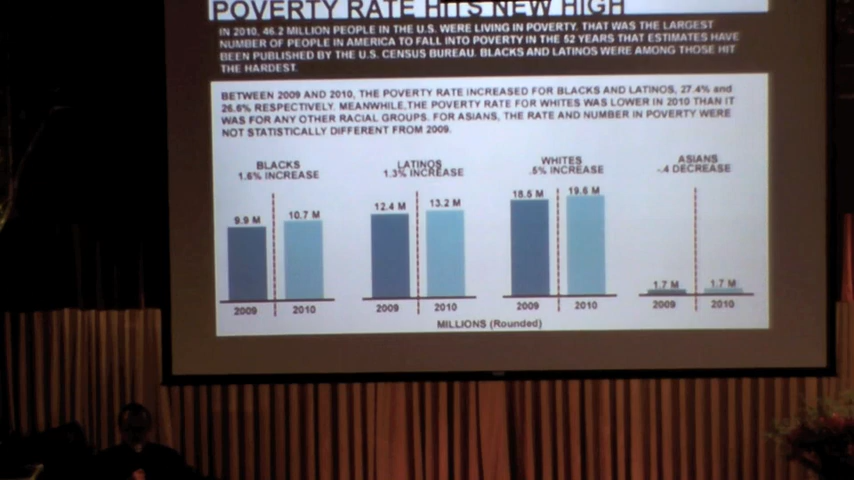 POVERTY RATE HITS NEW HIGH
IN 2010, 46.2 MILLION PEOPLE IN THE U.S. WERE LIVING IN POVERTY. THAT WAS THE LARGEST
NUMBER OF PEOPLE IN AMERICA TO FALL INTO POVERTY IN THE 52 YEARS THAT ESTIMATES HAVE
BEEN PUBLISHED BY THE U.S. CENSUS BUREAU. BLACKS AND LATINOS WERE AMONG THOSE HIT
THE HARDEST.
BETWEEN 2009 AND 2010, THE POVERTY RATE INCREASED FOR BLACKS AND LATINOS, 27.4% and
26.6% RESPECTIVELY. MEANWHILE,THE POVERTY RATE FOR WHITES WAS LOWER IN 2010 THAN IT
WAS FOR ANY OTHER RACIAL GROUPS. FOR ASIANS, THE RATE AND NUMBER IN POVERTY WERE
NOT STATISTICALLY DIFFERENT FROM 2009.
BLACKS
1.6% INCREASE
LATINOS
1.3% INCREASE
WHITES
.5% INCREASE
ASIANS
-.4 DECREASE
9.9 M 10.7 M 12.4 M 13.2 M 18.5 M 19.6 M 1.7 M 1.7 M
2009 2010 2009 2010 2009 2010 2009 2010
MILLIONS (Rounded)